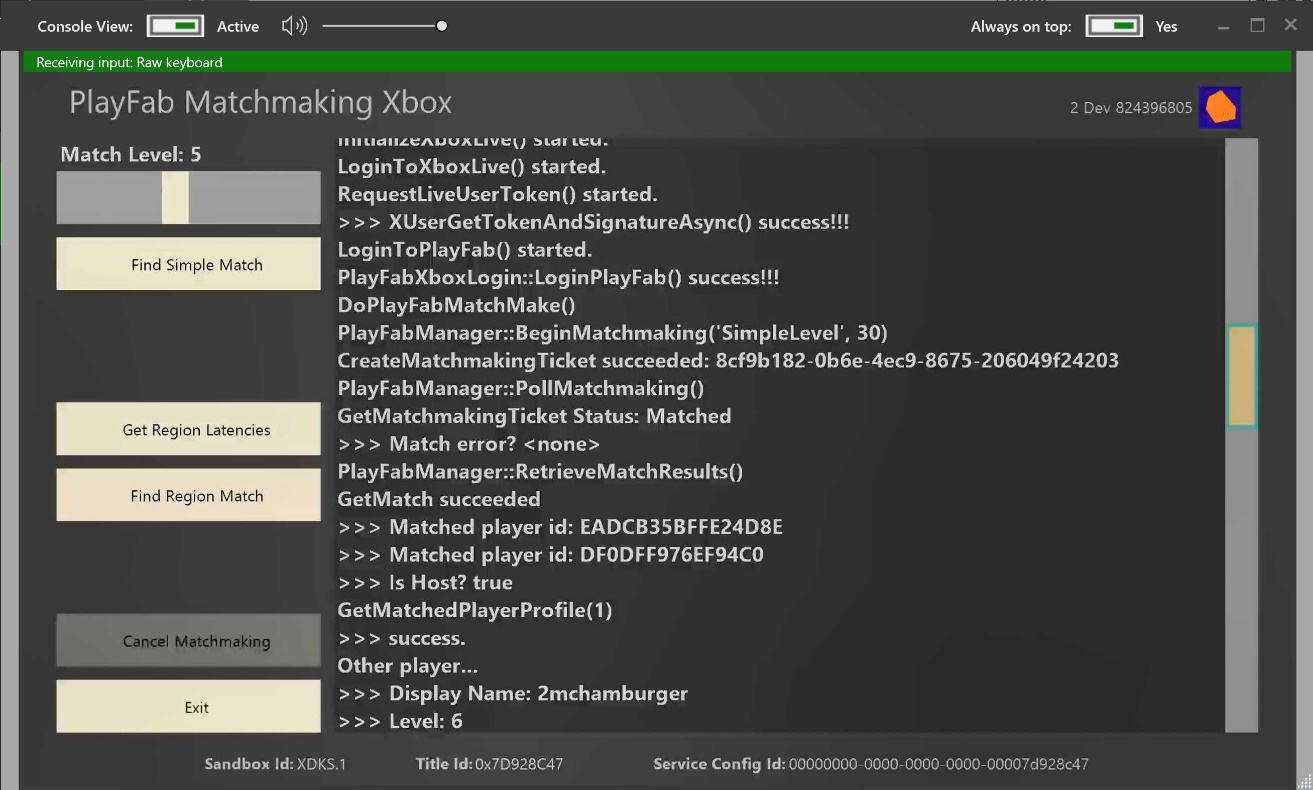 Console View: Active Always on top: Yes
Receiving input: Raw keyboard
PlayFab Matchmaking Xbox
2 Dev 824396805
Match Level: 5
Find Simple Match
Get Region Latencies
Find Region Match
Cancel Matchmaking
Exit
InitializeXboxLive() started.
LoginToXboxLive() started.
RequestLiveUserToken() started.
>>> XUserGetTokenAndSignatureAsync() success!!!
LoginToPlayFab() started.
PlayFabXboxLogin::LoginPlayFab() success!!!
DoPlayFabMatchMake()
PlayFabManager::BeginMatchmaking('SimpleLevel', 30)
CreateMatchmakingTicket succeeded: 8cf9b182-0b6e-4ec9-8675-206049f24203
PlayFabManager::PollMatchmaking()
GetMatchmakingTicket Status: Matched
>>> Match error? <none>
PlayFabManager::RetrieveMatchResults()
GetMatch succeeded
>>> Matched player id: EADCB35BFFE24D8E
>>> Matched player id: DF0DFF976EF94C0
>>> Is Host? true
GetMatchedPlayerProfile(1)
>>> success.
Other player...
>>> Display Name: 2mchamburger
>>> Level: 6
Sandbox Id: XDKS.1 Title Id: 0x7D928C47 Service Config Id: 00000000-0000-0000-0000-00007d928c47